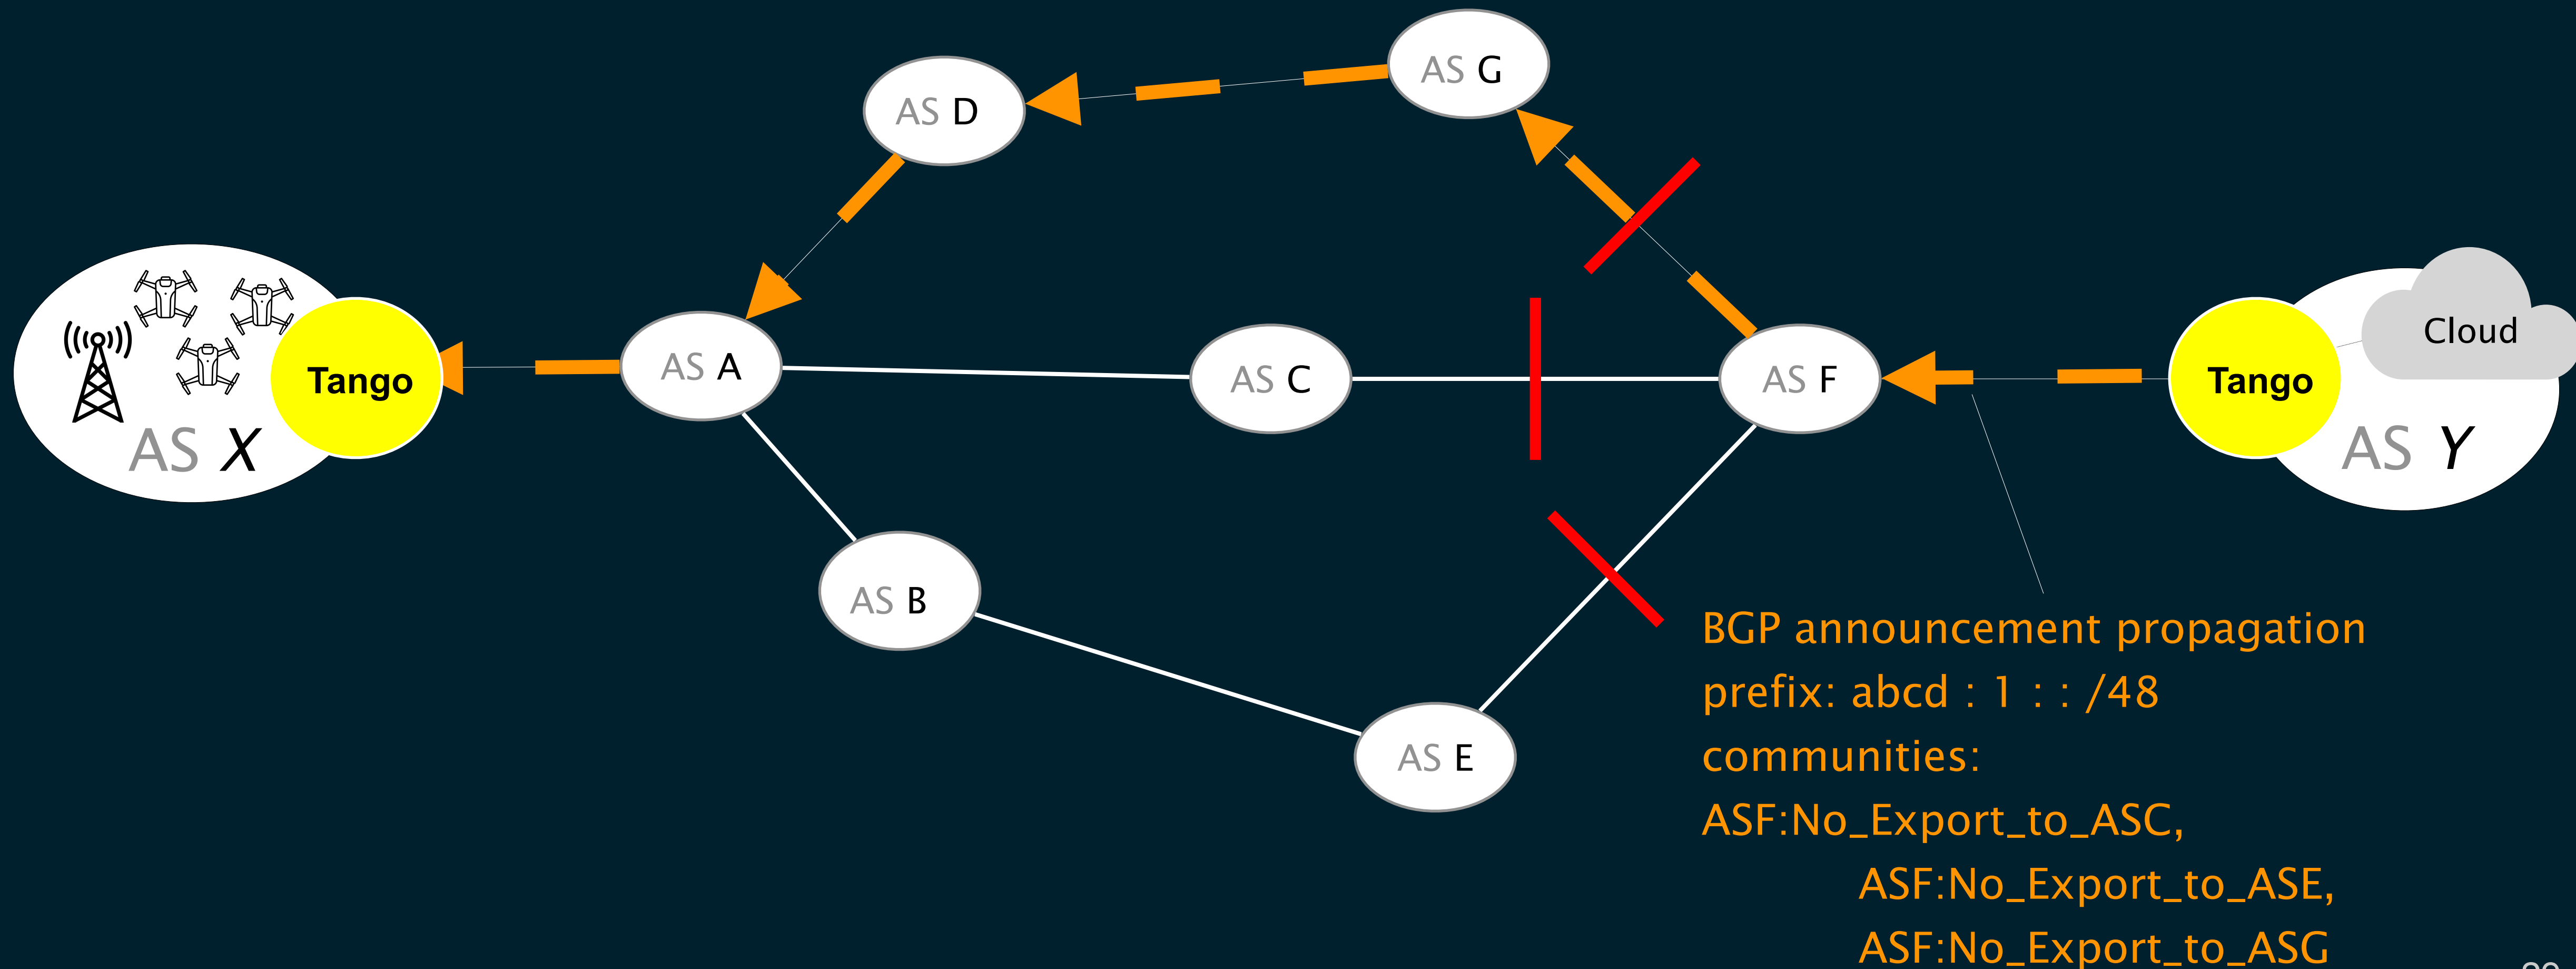 AS G
AS D
AS A
AS C
AS F
Cloud
Tango
Tango
AS X
AS Y
AS B
AS E
BGP announcement propagation
prefix: abcd : 1 : : /48
communities:
ASF:No_Export_to_ASC,
ASF:No_Export_to_ASE,
ASF:No_Export_to_ASG